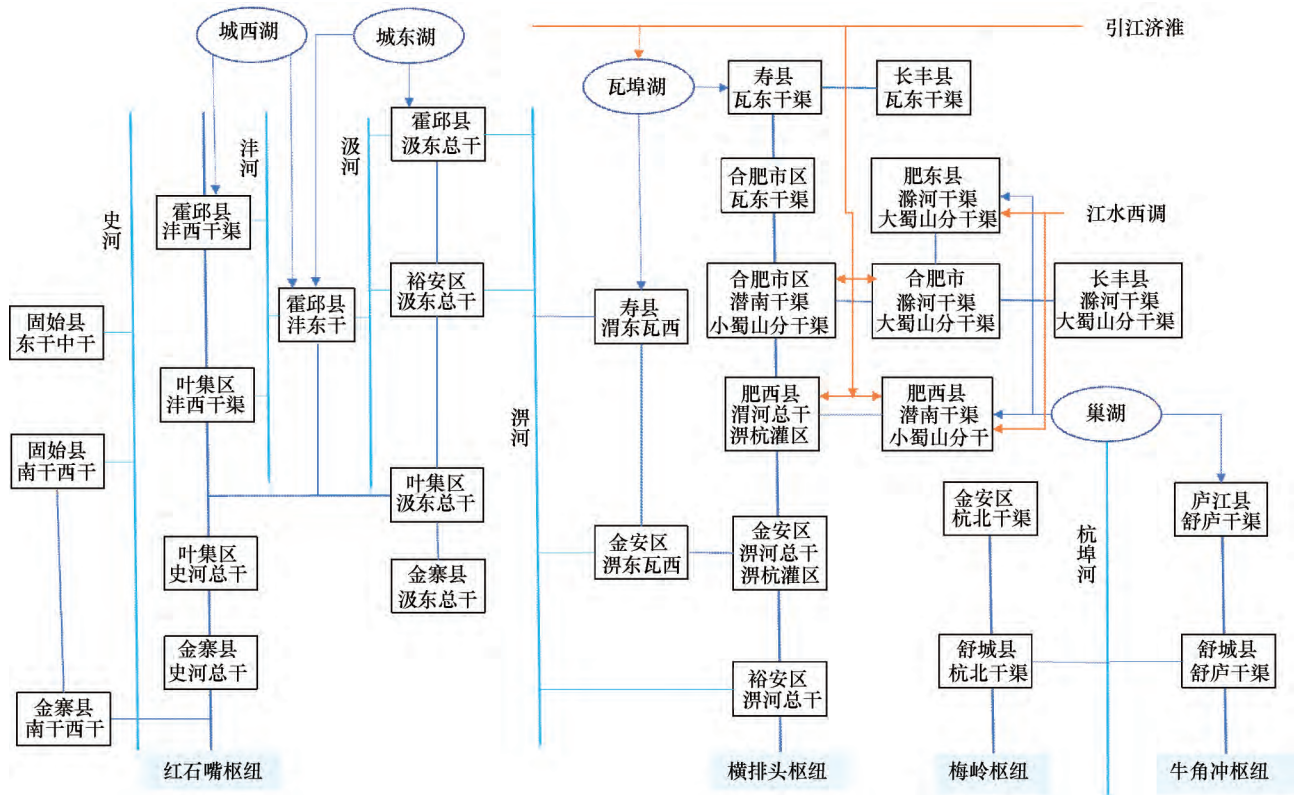 城西湖
城东湖
引江济淮
瓦埠湖
寿县
瓦东干渠
长丰县
瓦东干渠
霍邱县
汲东总干
沣河
汲河
合肥市区
瓦东干渠
肥东县
滁河干渠
大蜀山分干渠
霍邱县
沣西干渠
史河
江水西调
裕安区
汲东总干
合肥市区
潜南干渠
小蜀山分干渠
合肥市
滁河干渠
大蜀山分干渠
长丰县
滁河干渠
大蜀山分干渠
霍邱县
沣东干
寿县
渭东瓦西
固始县
东干中干
叶集区
沣西干渠
淠河
肥西县
渭河总干
淠杭灌区
肥西县
潜南干渠
小蜀山分干
巢湖
固始县
南干西干
叶集区
汲东总干
金安区
杭北干渠
庐江县
舒庐干渠
叶集区
史河总干
金寨县
汲东总干
金安区
淠东瓦西
金安区
淠河总干
淠杭灌区
杭埠河
金寨县
史河总干
裕安区
淠河总干
舒城县
杭北干渠
舒城县
舒庐干渠
金寨县
南干西干
红石嘴枢纽
横排头枢纽
梅岭枢纽
牛角冲枢纽